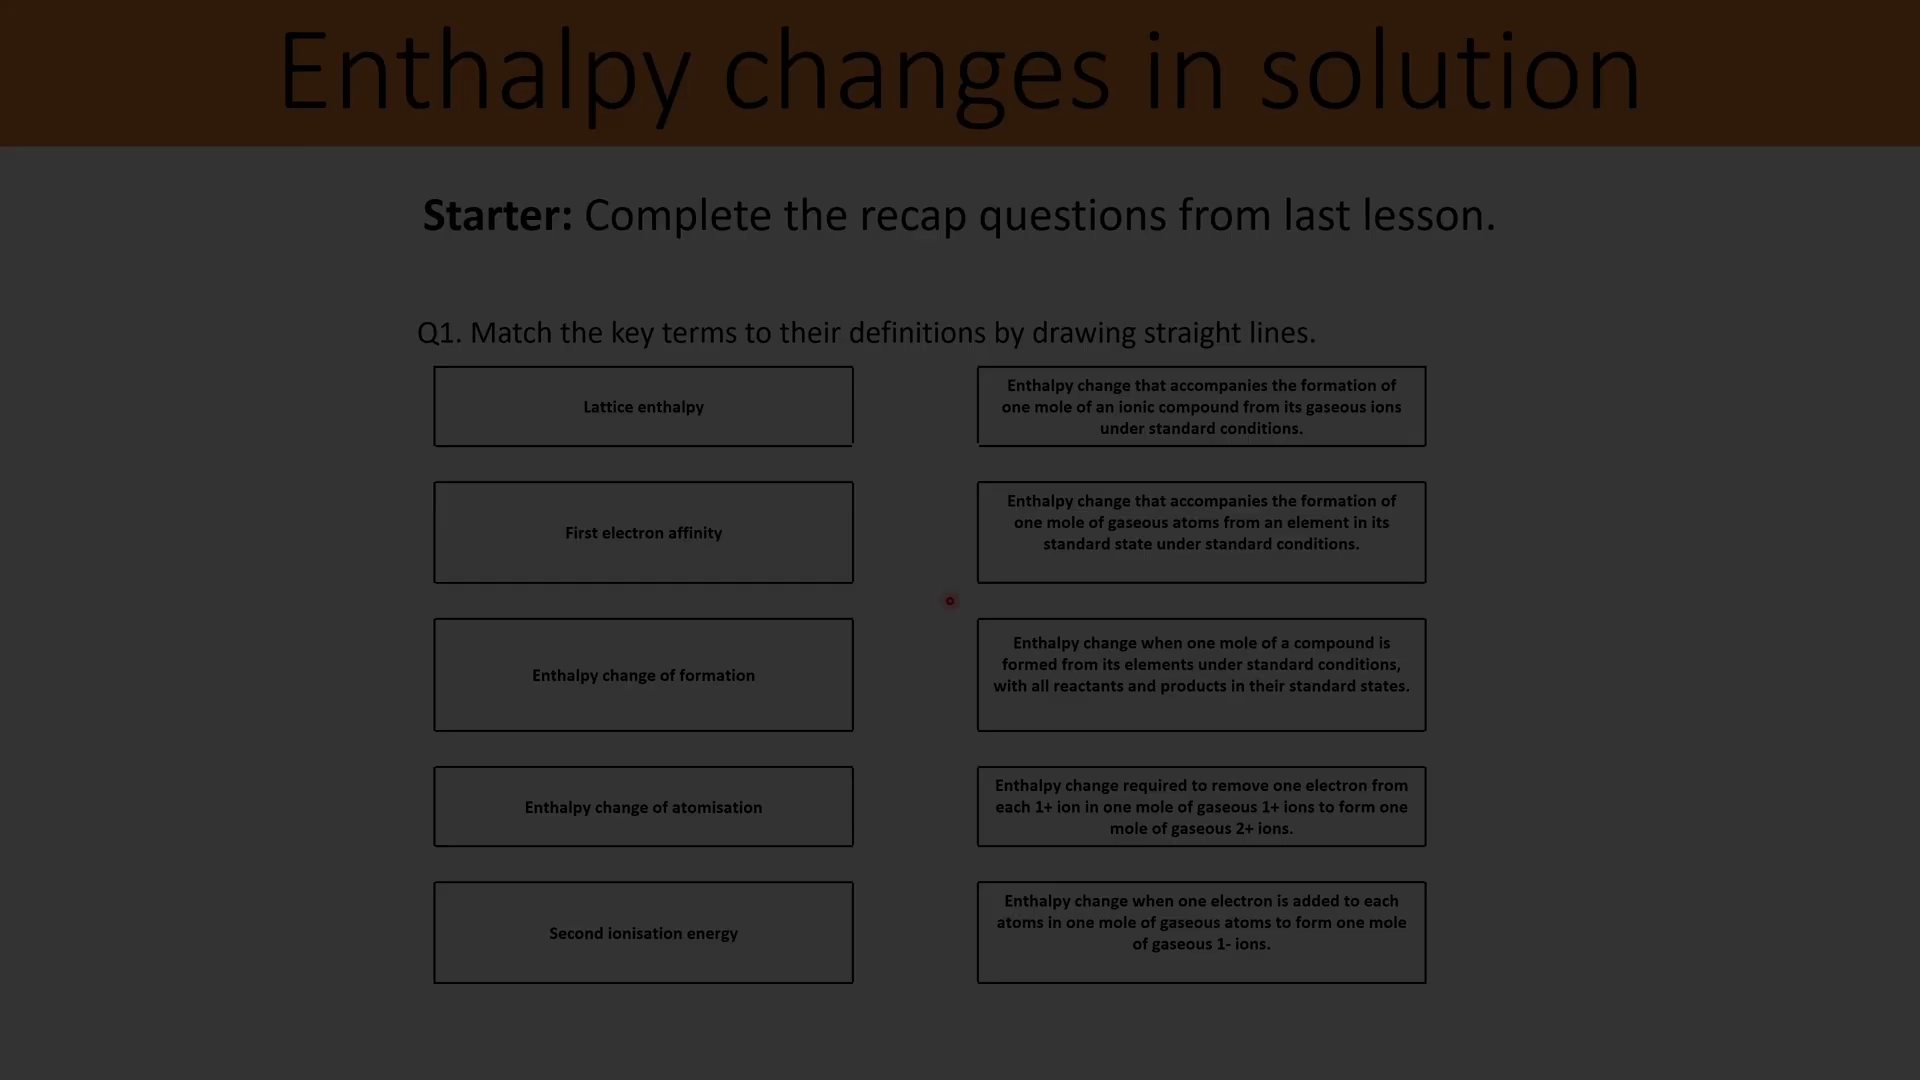 Enthalpy changes in solution
Starter: Complete the recap questions from last lesson.
Q1. Match the key terms to their definitions by drawing straight lines.
Lattice enthalpy
Enthalpy change that accompanies the formation of
one mole of an ionic compound from its gaseous ions
under standard conditions.
First electron affinity
Enthalpy change that accompanies the formation of
one mole of gaseous atoms from an element in its
standard state under standard conditions.
Enthalpy change of formation
Enthalpy change when one mole of a compound is
formed from its elements under standard conditions,
with all reactants and products in their standard states.
Enthalpy change of atomisation
Enthalpy change required to remove one electron from
each 1+ ion in one mole of gaseous 1+ ions to form one
mole of gaseous 2+ ions.
Second ionisation energy
Enthalpy change when one electron is added to each
atoms in one mole of gaseous atoms to form one mole
of gaseous 1- ions.